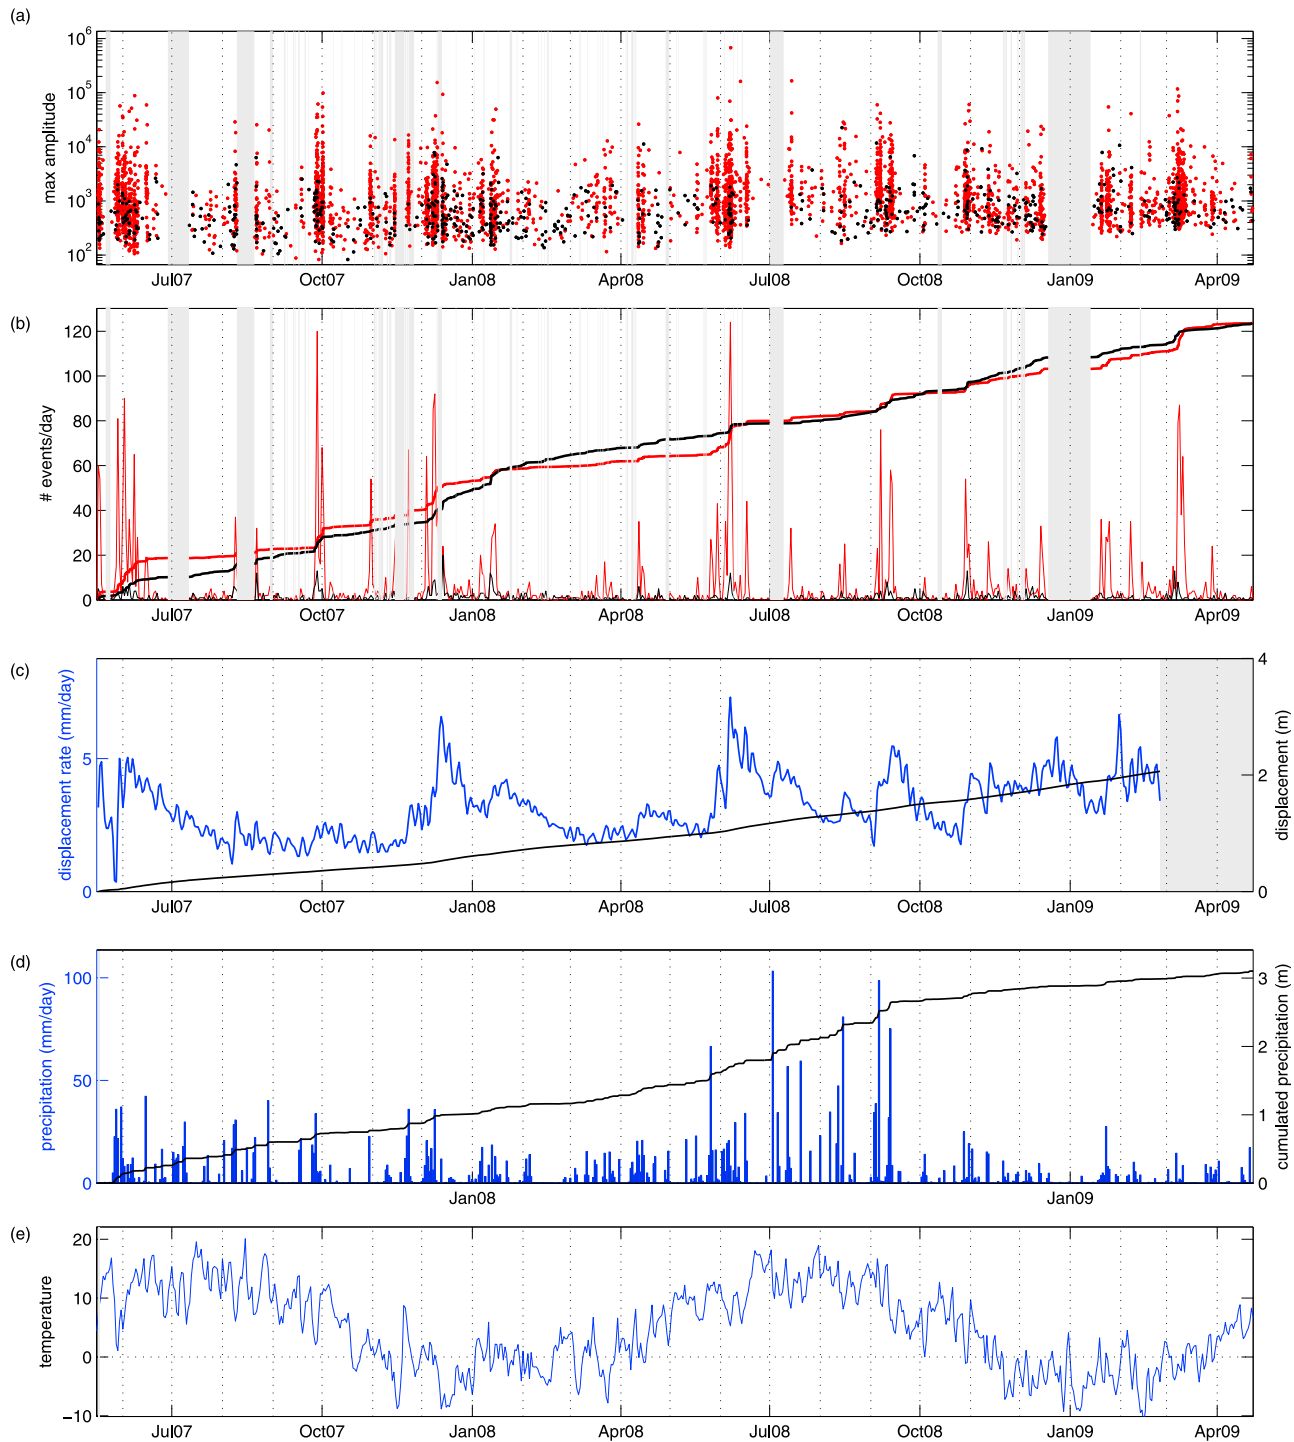 (a)
max amplitude
10^6
10^5
10^4
10^3
10^2
Jul07 Oct07 Jan08 Apr08 Jul08 Oct08 Jan09 Apr09
(b)
# events/day
120
100
80
60
40
20
0
Jul07 Oct07 Jan08 Apr08 Jul08 Oct08 Jan09 Apr09
(c)
displacement rate (mm/day)
5
0
4
3
2
1
0
displacement (m)
Jul07 Oct07 Jan08 Apr08 Jul08 Oct08 Jan09 Apr09
(d)
precipitation (mm/day)
100
50
0
3
2
1
0
cumulated precipitation (m)
Jan08 Jan09
(e)
temperature
20
10
0
−10
Jul07 Oct07 Jan08 Apr08 Jul08 Oct08 Jan09 Apr09